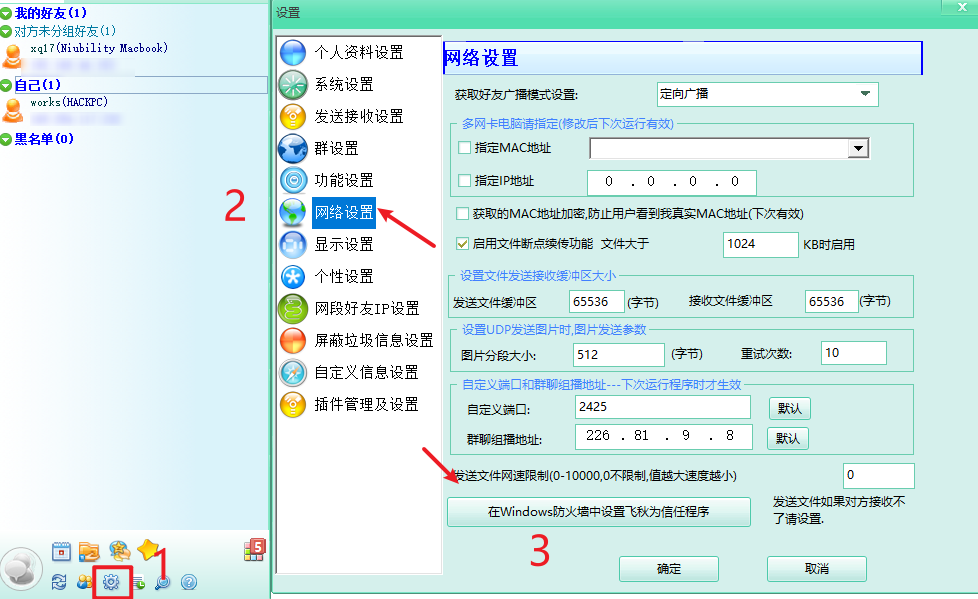 我的好友(1)
对方未分组好友(1)
xq17(Niubility Macbook)
自己(1)
works(HACKPC)
黑名单(0)
5
1
2
设置
x
个人资料设置
系统设置
发送接收设置
群设置
功能设置
网络设置
显示设置
个性设置
网段好友IP设置
屏蔽垃圾信息设置
自定义信息设置
插件管理及设置
网络设置
获取好友广播模式设置: 定向广播
多网卡电脑请指定(修改后下次运行有效)
指定MAC地址
指定IP地址 0 . 0 . 0 . 0
获取的MAC地址加密,防止用户看到我真实MAC地址(下次有效)
启用文件断点续传功能 文件大于 1024 KB时启用
设置文件发送接收缓冲区大小
发送文件缓冲区 65536 (字节) 接收文件缓冲区 65536 (字节)
设置UDP发送图片时,图片发送参数
图片分段大小: 512 (字节) 重试次数: 10
自定义端口和群聊组播地址---下次运行程序时才生效
自定义端口: 2425 默认
群聊组播地址: 226 . 81 . 9 . 8 默认
发送文件网速限制(0-10000,0不限制,值越大速度越小) 0
在Windows防火墙中设置飞秋为信任程序
发送文件如果对方接收不
了请设置.
3
确定 取消